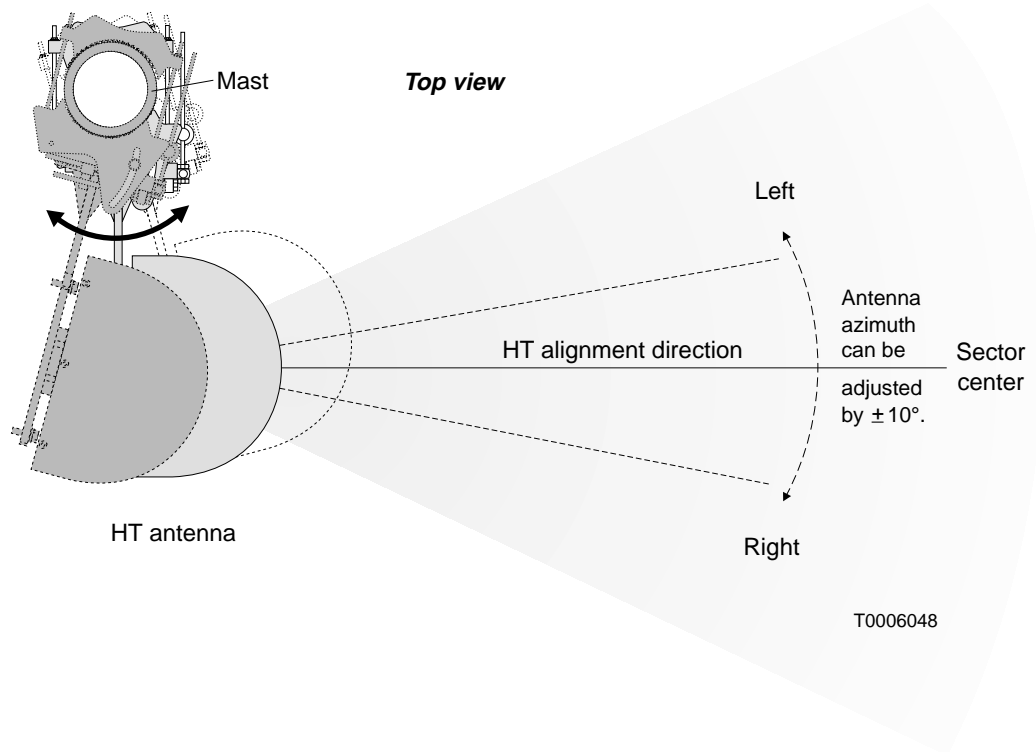 Mast
Top view
Left
Antenna
azimuth
can be
adjusted
by ±10°.
HT alignment direction
Sector
center
HT antenna
Right
T0006048